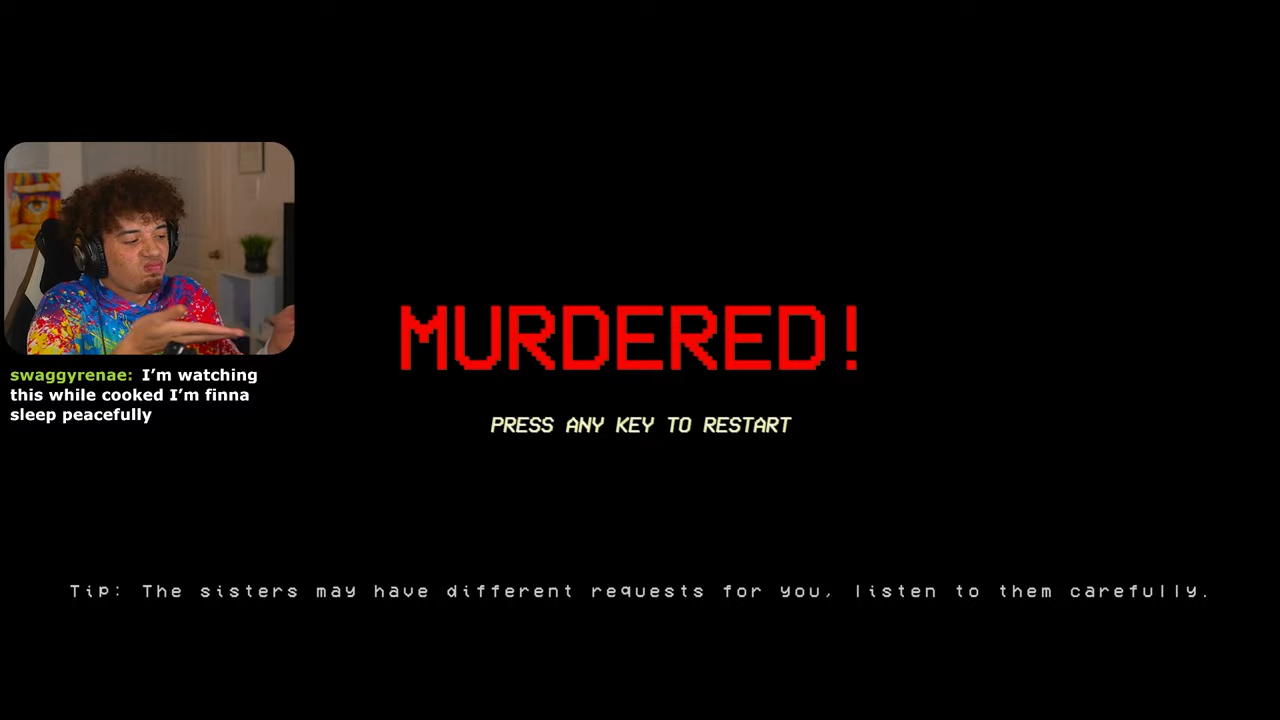 swaggyrenae: I’m watching
this while cooked I’m finna
sleep peacefully
MURDERED!
PRESS ANY KEY TO RESTART
Tip: The sisters may have different requests for you, listen to them carefully.